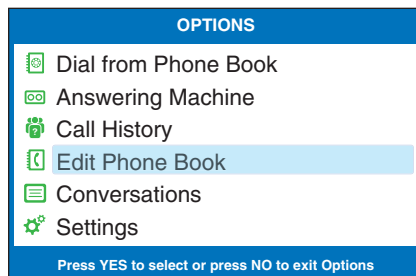 OPTIONS
Dial from Phone Book
Answering Machine
Call History
Edit Phone Book
Conversations
Settings
Press YES to select or press NO to exit Options